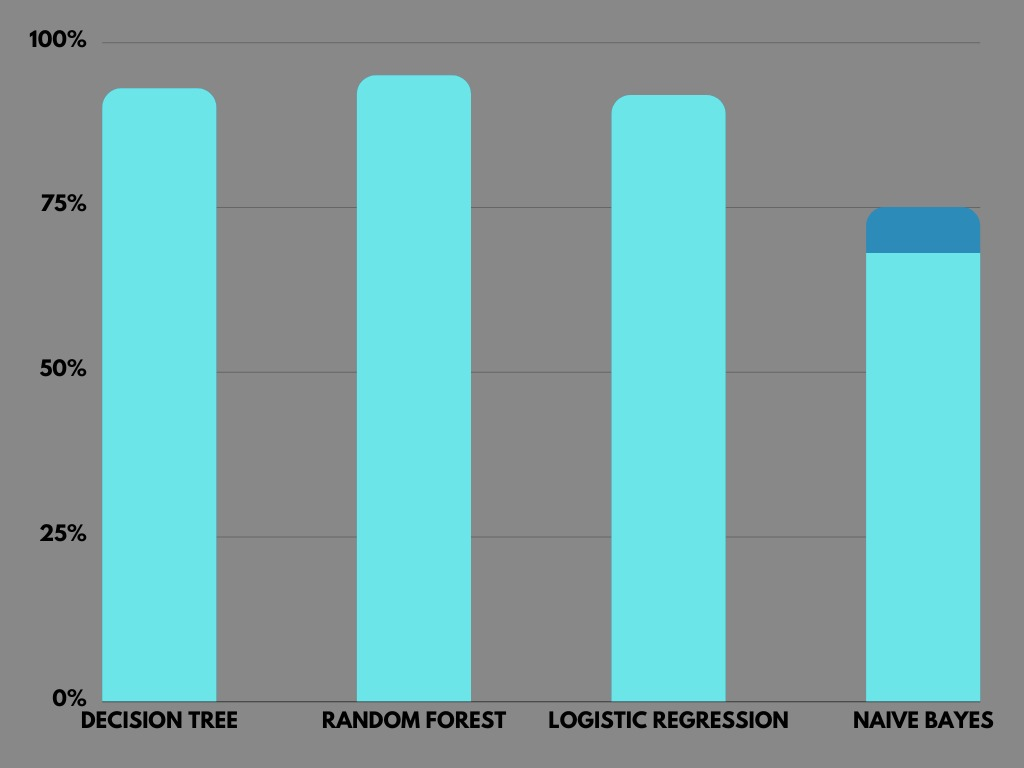 100%
75%
50%
25%
0%
DECISION TREE
RANDOM FOREST
LOGISTIC REGRESSION
NAIVE BAYES